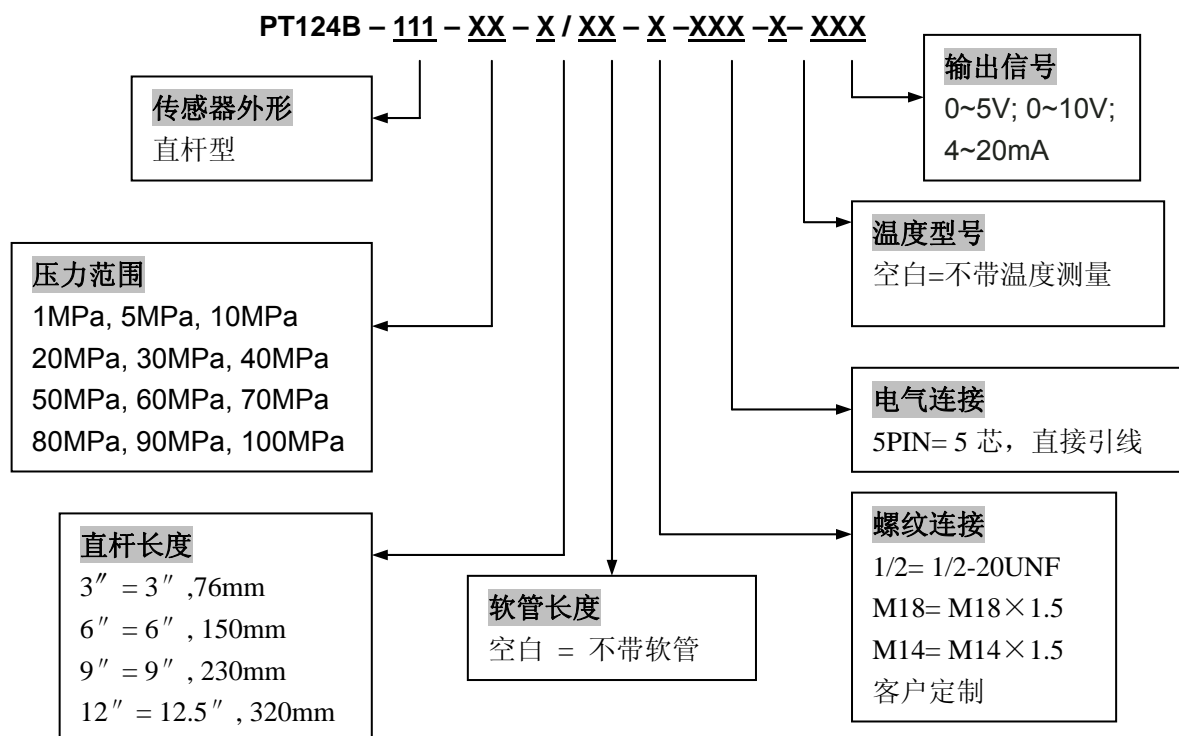 PT124B – 111 – XX – X / XX – X –XXX –X– XXX
传感器外形
直杆型
输出信号
0~5V; 0~10V;
4~20mA
温度型号
空白=不带温度测量
压力范围
1MPa, 5MPa, 10MPa
20MPa, 30MPa, 40MPa
50MPa, 60MPa, 70MPa
80MPa, 90MPa, 100MPa
电气连接
5PIN= 5 芯，直接引线
直杆长度
3″ = 3″ ,76mm
6″ = 6″ , 150mm
9″ = 9″ , 230mm
12″ = 12.5″ , 320mm
软管长度
空白 = 不带软管
螺纹连接
1/2= 1/2-20UNF
M18= M18×1.5
M14= M14×1.5
客户定制